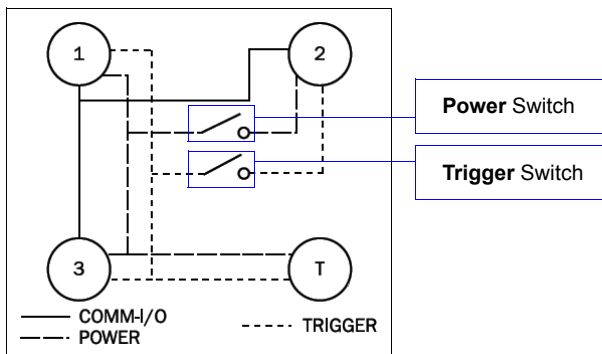 1
2
Power Switch
Trigger Switch
3
T
COMM-I/O
POWER
TRIGGER